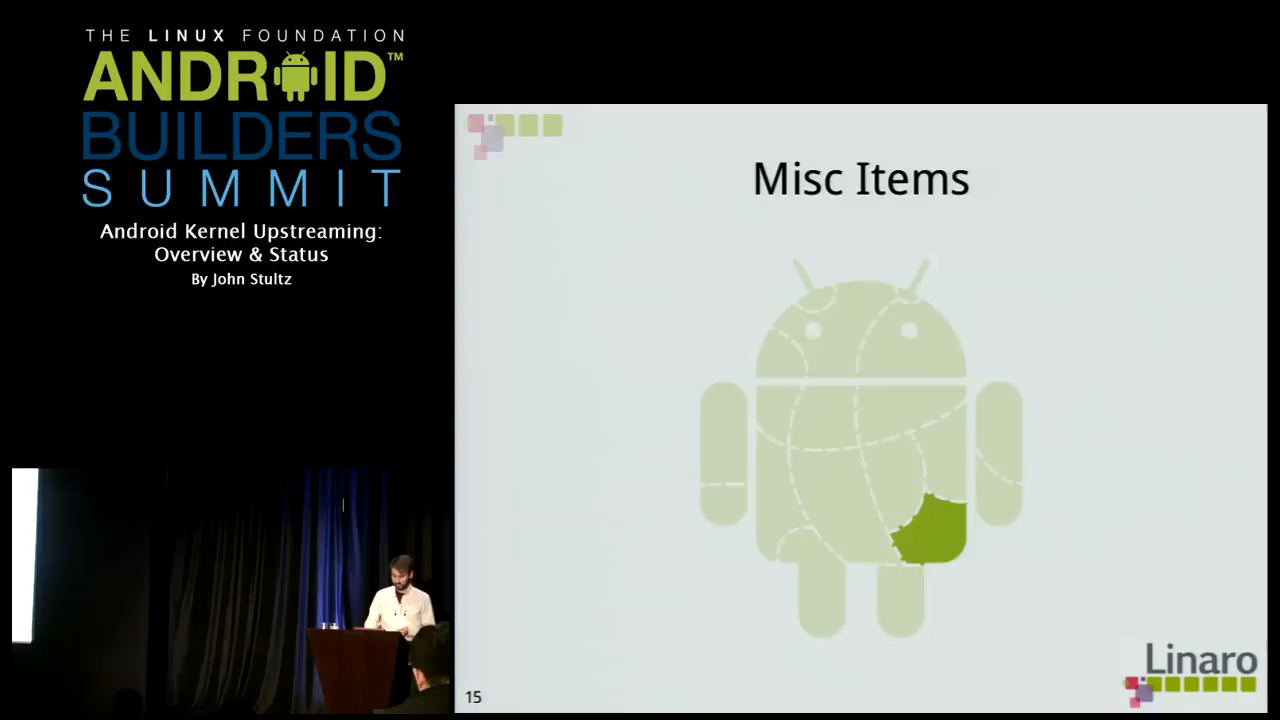 THE LINUX FOUNDATION
ANDROID™
BUILDERS
SUMMIT
Android Kernel Upstreaming:
Overview & Status
By John Stultz
Misc Items
Linaro
15